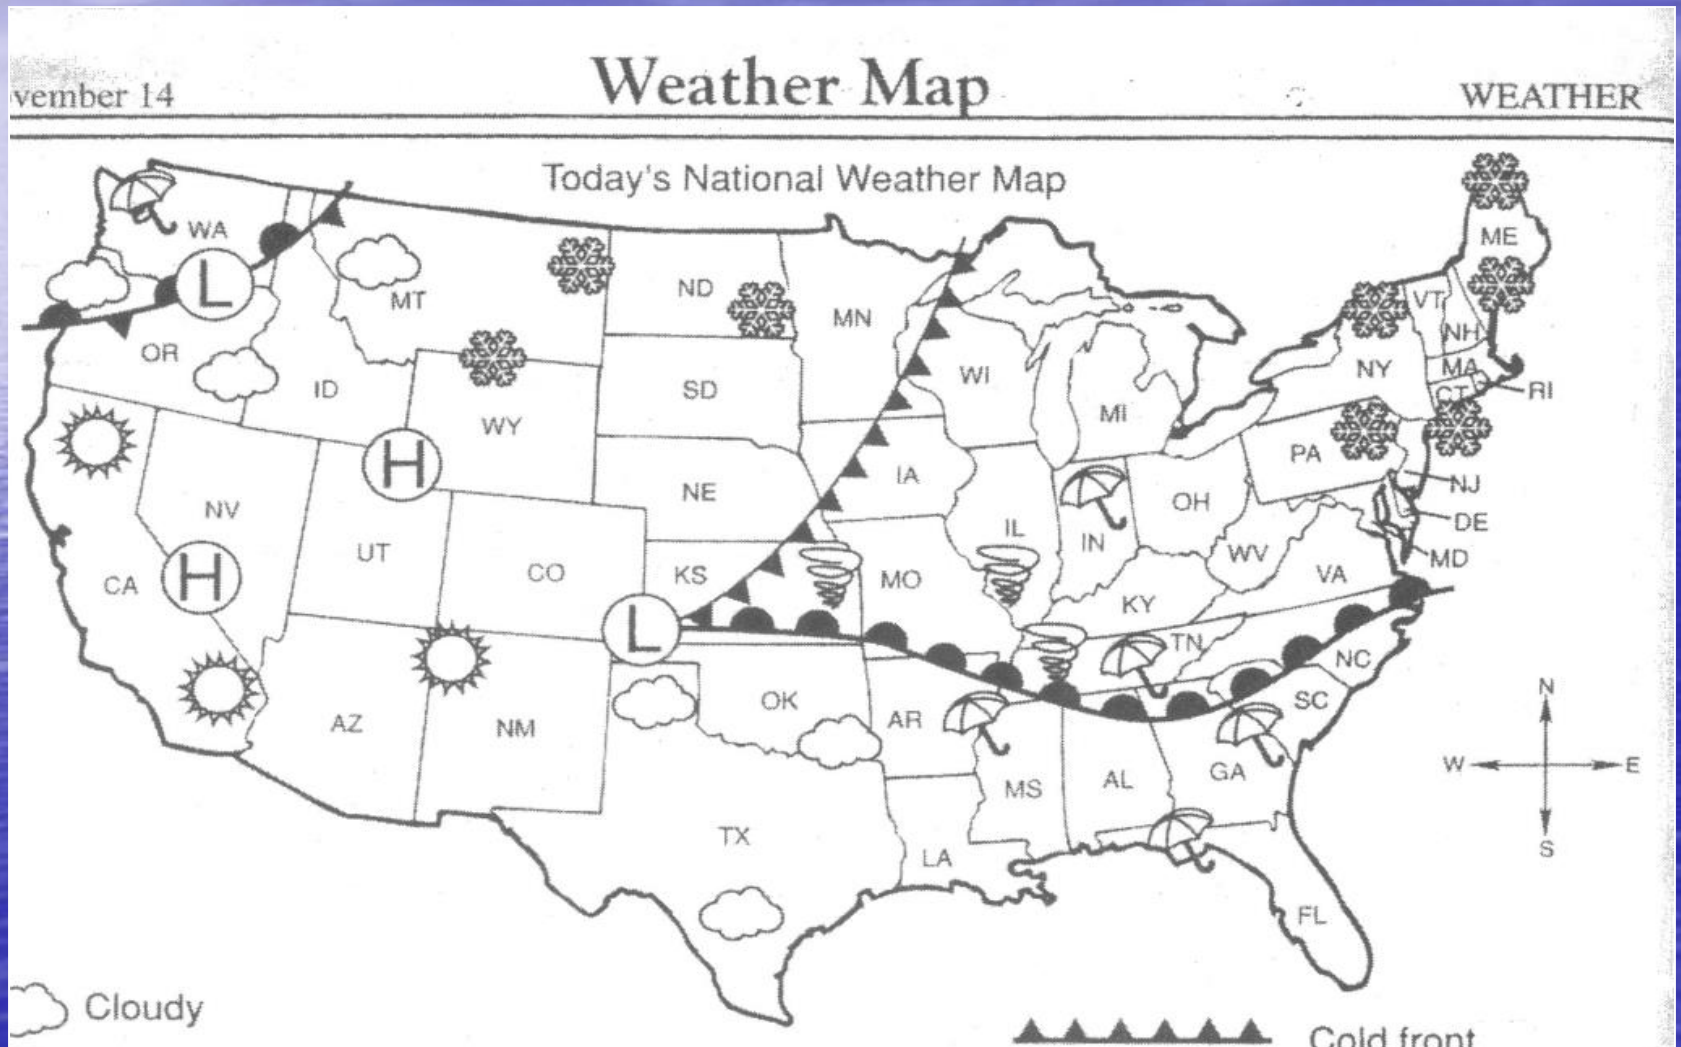 vember 14
Weather Map
WEATHER
Today's National Weather Map
WA
L
MT
ND
MN
ME
VT
NH
OR
ID
SD
WI
MI
NY
MA
RI
CT
WY
H
NE
IA
PA
NJ
NV
OH
DE
IL
IN
UT
CO
KS
MO
WV
MD
CA
H
VA
KY
L
TN
NC
AZ
NM
OK
AR
SC
N
W
E
S
MS
AL
GA
TX
LA
FL
Cloudy
Cold front